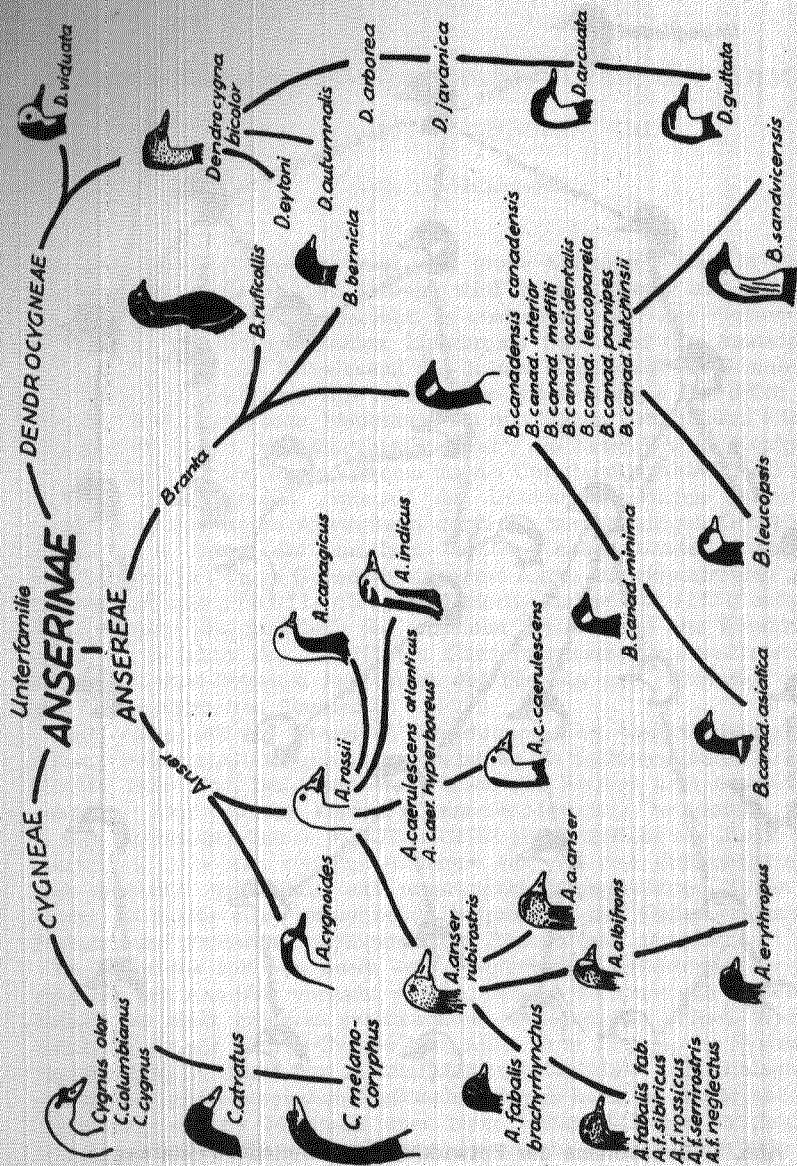 Unterfamilie
ANSERINAE
CYGNEAE
DENDROCYGNEAE
ANSEREAE
Anser
Branta
Cygnus olor
C.columbianus
C.cygnus
C.atratus
C. melano-
coryphus
A.cygnoides
A.rossii
A.canagicus
A.indicus
A.caerulescens atlanticus
A.caer. hyperboreus
A.c.caerulescens
A.anser
rubirostris
A.a.anser
A.albifrons
A.erythropus
A.fabalis
brachyrhynchus
A.fabalis fab.
A.f.sibiricus
A.f.rossicus
A.f.serrirostris
A.f.neglectus
B.ruficollis
B.bernicla
B.canadensis canadensis
B.canad. interior
B.canad. moffitti
B.canad. occidentalis
B.canad. leucopareia
B.canad. parvipes
B.canad. hutchinsii
B.canad.minima
B.canad.asiatica
B.leucopsis
B.sandvicensis
D.viduata
Dendrocygna
bicolor
D.eytoni
D.autumnalis
D. arborea
D. javanica
D.arcuata
D.guttata